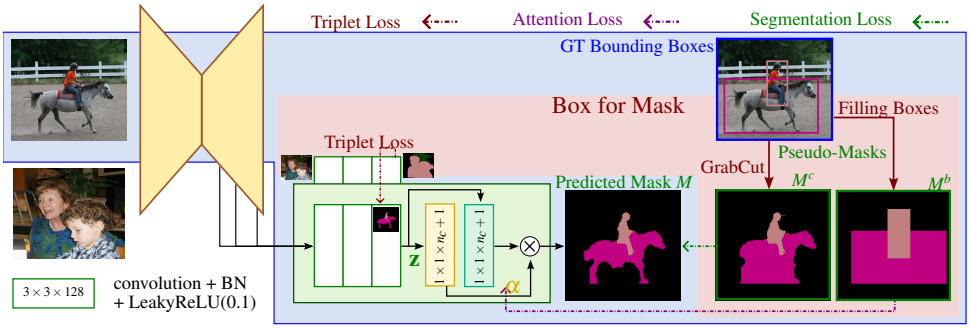 Triplet Loss
Attention Loss
Segmentation Loss
GT Bounding Boxes
Box for Mask
Filling Boxes
Triplet Loss
Pseudo-Masks
GrabCut
Predicted Mask M
M^c
M^b
1 × 1 × n_c + 1
1 × 1 × n_c + 1
z
α
3 × 3 × 128
convolution + BN
+ LeakyReLU(0.1)